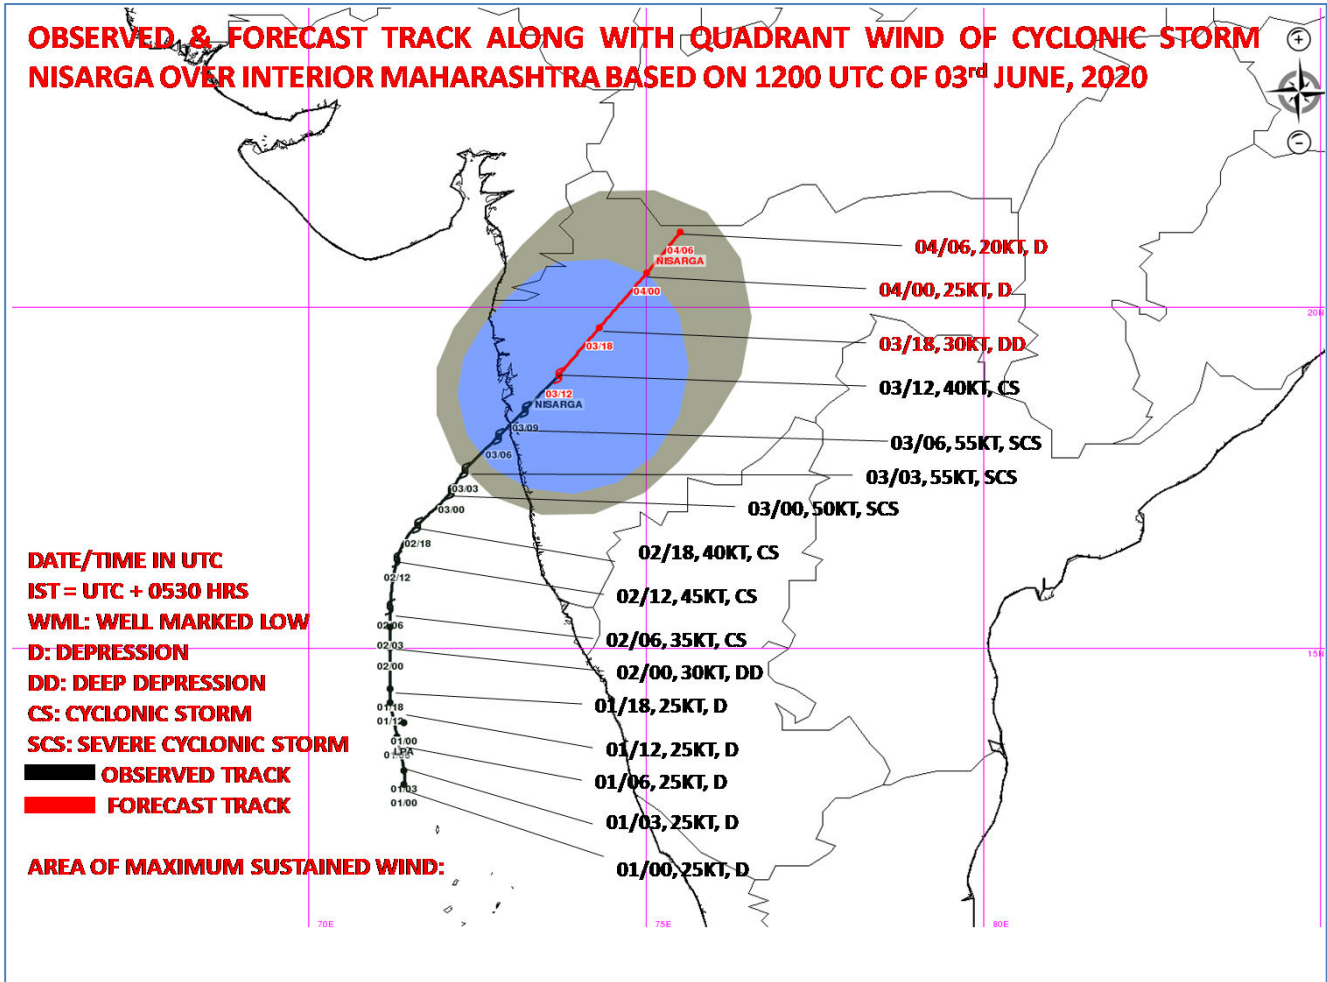 OBSERVED & FORECAST TRACK ALONG WITH QUADRANT WIND OF CYCLONIC STORM
NISARGA OVER INTERIOR MAHARASHTRA BASED ON 1200 UTC OF 03rd JUNE, 2020
+
-
04/06
NISARGA
04/00
03/18
03/12
NISARGA
03/09
03/06
03/03
03/00
02/18
02/12
02/06
02/03
02/00
01/18
01/12
01/00
LPA
01/03
01/00
04/06, 20KT, D
04/00, 25KT, D
20N
03/18, 30KT, DD
03/12, 40KT, CS
03/06, 55KT, SCS
03/03, 55KT, SCS
03/00, 50KT, SCS
02/18, 40KT, CS
02/12, 45KT, CS
02/06, 35KT, CS
15N
02/00, 30KT, DD
01/18, 25KT, D
01/12, 25KT, D
01/06, 25KT, D
01/03, 25KT, D
01/00, 25KT, D
DATE/TIME IN UTC
IST = UTC + 0530 HRS
WML: WELL MARKED LOW
D: DEPRESSION
DD: DEEP DEPRESSION
CS: CYCLONIC STORM
SCS: SEVERE CYCLONIC STORM
OBSERVED TRACK
FORECAST TRACK
AREA OF MAXIMUM SUSTAINED WIND:
70E
75E
80E